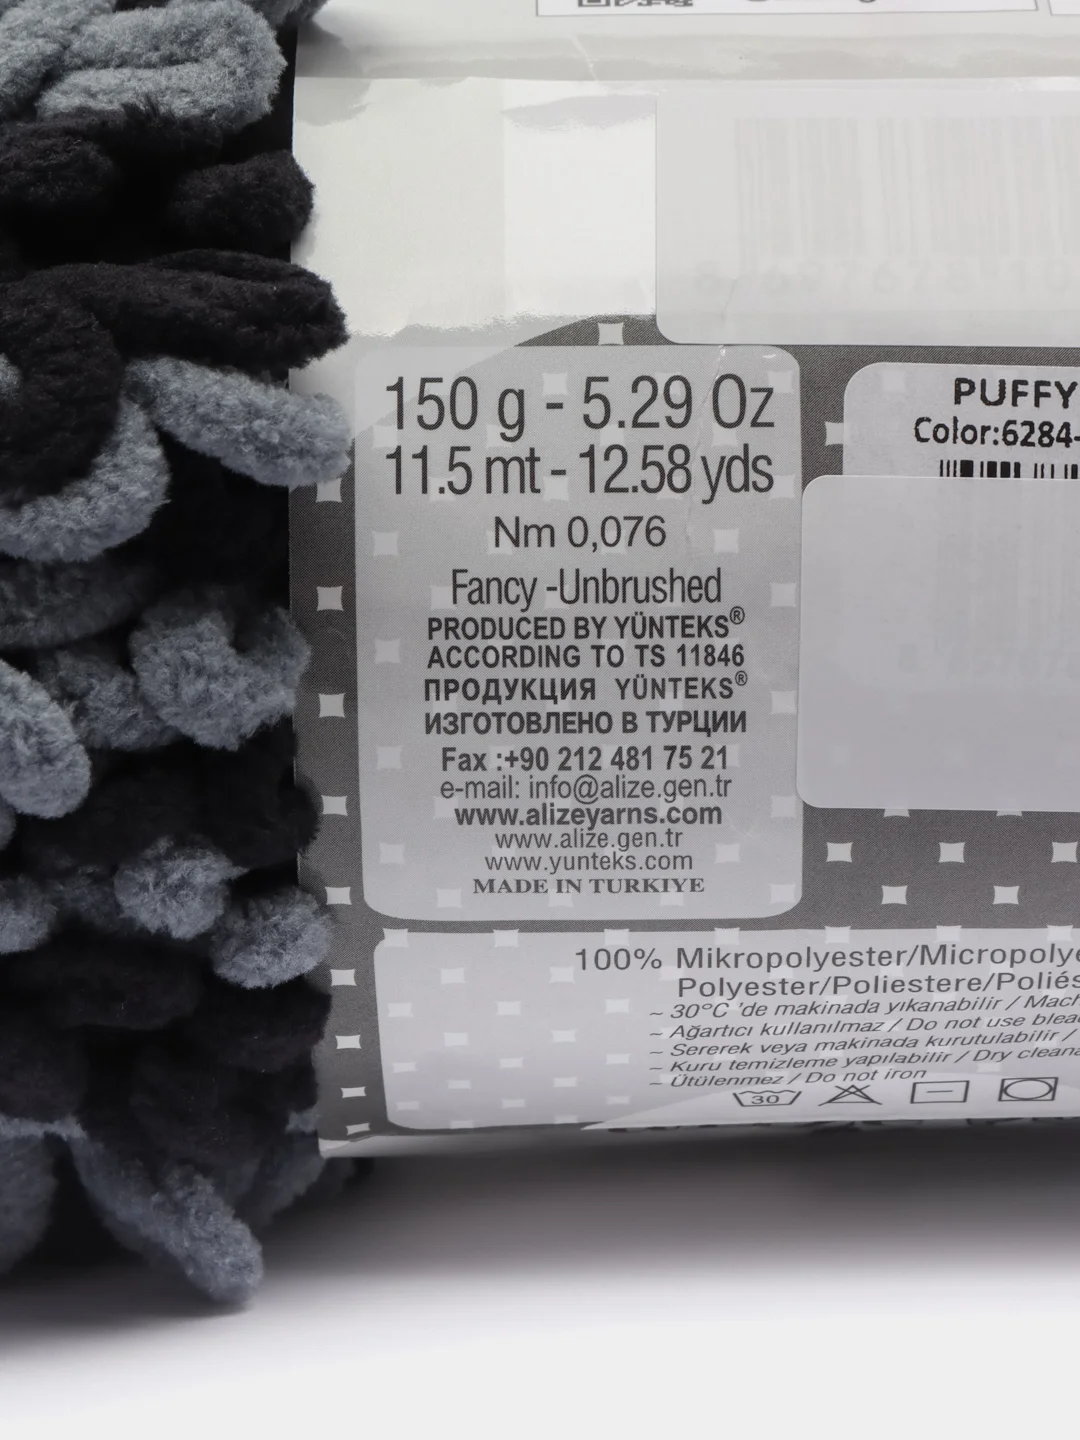 150 g - 5.29 Oz
11.5 mt - 12.58 yds
Nm 0,076
Fancy -Unbrushed
PRODUCED BY YÜNTEKS®
ACCORDING TO TS 11846
ПРОДУКЦИЯ YÜNTEKS®
ИЗГОТОВЛЕНО В ТУРЦИИ
Fax :+90 212 481 75 21
e-mail: info@alize.gen.tr
www.alizeyarns.com
www.alize.gen.tr
www.yunteks.com
MADE IN TURKIYE
PUFFY
Color:6284-
100% Mikropolyester/Micropolye
Polyester/Poliestere/Poliés
~ 30°C 'de makinada yıkanabilir / Mach
~ Ağartıcı kullanılmaz / Do not use blea
~ Sererek veya makinada kurutulabilir /
~ Kuru temizleme yapılabilir / Dry cleana
~ Ütülenmez / Do not iron
30